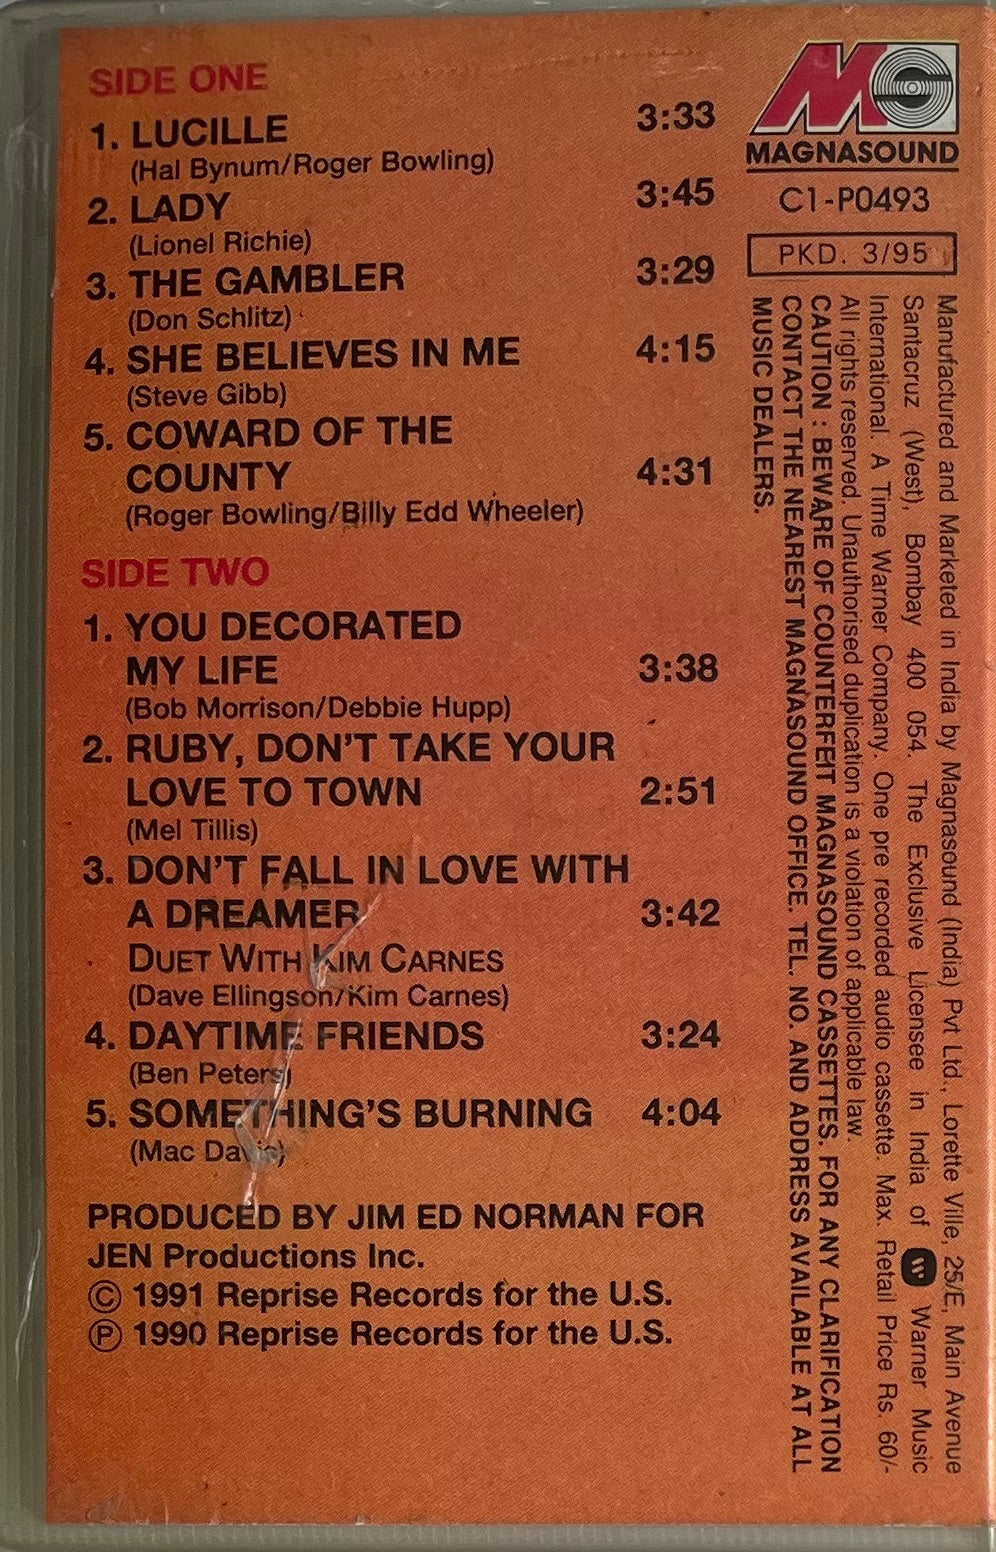 SIDE ONE
1. LUCILLE 3:33
(Hal Bynum/Roger Bowling)
2. LADY 3:45
(Lionel Richie)
3. THE GAMBLER 3:29
(Don Schlitz)
4. SHE BELIEVES IN ME 4:15
(Steve Gibb)
5. COWARD OF THE
COUNTY 4:31
(Roger Bowling/Billy Edd Wheeler)
SIDE TWO
1. YOU DECORATED
MY LIFE 3:38
(Bob Morrison/Debbie Hupp)
2. RUBY, DON'T TAKE YOUR
LOVE TO TOWN 2:51
(Mel Tillis)
3. DON'T FALL IN LOVE WITH
A DREAMER 3:42
DUET WITH KIM CARNES
(Dave Ellingson/Kim Carnes)
4. DAYTIME FRIENDS 3:24
(Ben Peters)
5. SOMETHING'S BURNING 4:04
(Mac Davis)
PRODUCED BY JIM ED NORMAN FOR
JEN Productions Inc.
© 1991 Reprise Records for the U.S.
℗ 1990 Reprise Records for the U.S.
MS
MAGNASOUND
C1-P0493
PKD. 3/95
Manufactured and Marketed in India by Magnasound (India) Pvt Ltd., Lorette Ville, 25/E, Main Avenue
Santacruz (West), Bombay 400 054. The Exclusive Licensee in India of W Warner Music
International. A Time Warner Company. One pre recorded audio cassette. Max. Retail Price Rs. 60/-
All rights reserved. Unauthorised duplication is a violation of applicable law.
CAUTION : BEWARE OF COUNTERFEIT MAGNASOUND CASSETTES. FOR ANY CLARIFICATION
CONTACT THE NEAREST MAGNASOUND OFFICE. TEL. NO. AND ADDRESS AVAILABLE AT ALL
MUSIC DEALERS.